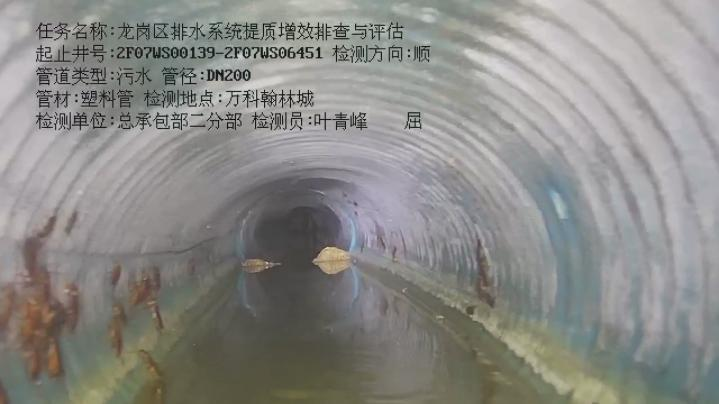 任务名称:龙岗区排水系统提质增效排查与评估
起止井号:2F07WS00139-2F07WS06451 检测方向:顺
管道类型:污水 管径:DN200
管材:塑料管 检测地点:万科翰林城
检测单位:总承包部二分部 检测员:叶青峰 屈